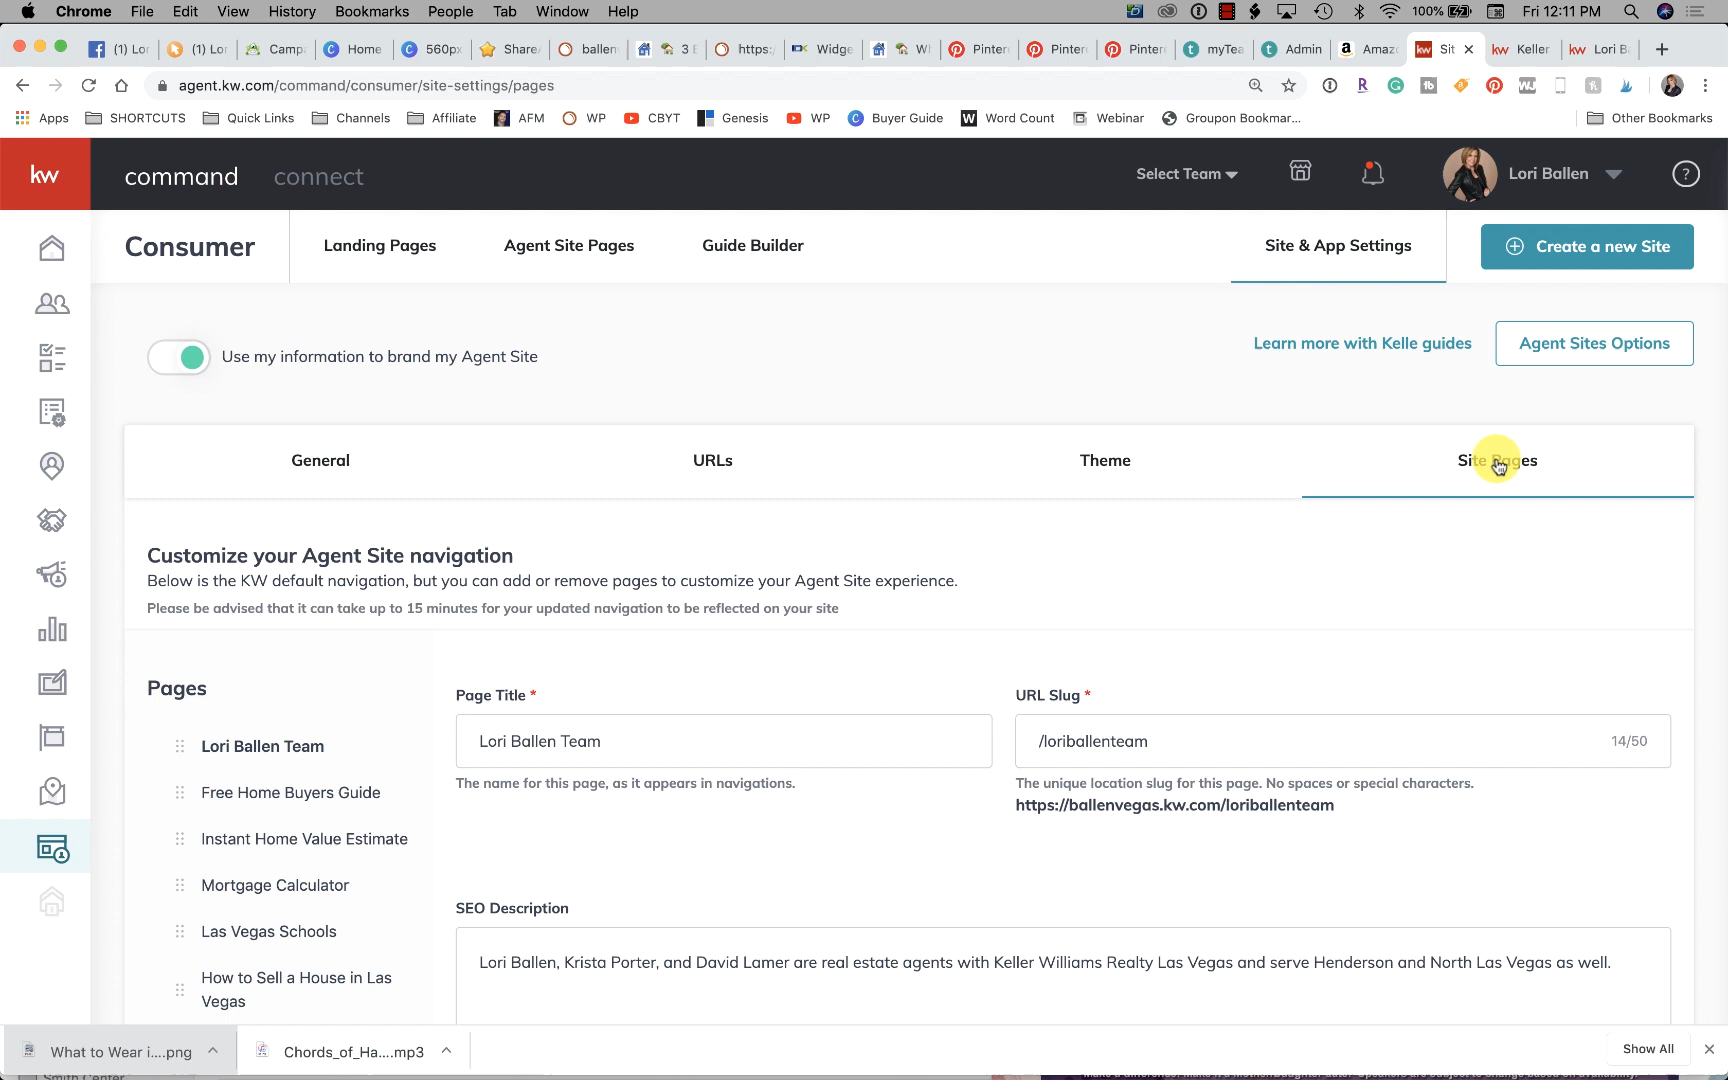 Chrome File Edit View History Bookmarks People Tab Window Help 100% Fri 12:11 PM
(1) Lor (1) Lor Camp Home 560px Share ballen 3 E https: Widge Wh Pinter Pinter Pinter myTea Admin Amaz Sit Keller Lori Ba
agent.kw.com/command/consumer/site-settings/pages
Apps SHORTCUTS Quick Links Channels Affiliate AFM WP CBYT Genesis WP Buyer Guide Word Count Webinar Groupon Bookmar... Other Bookmarks
kw command connect Select Team Lori Ballen ?
Consumer Landing Pages Agent Site Pages Guide Builder Site & App Settings Create a new Site
Use my information to brand my Agent Site Learn more with Kelle guides Agent Sites Options
General URLs Theme Site Pages
Customize your Agent Site navigation
Below is the KW default navigation, but you can add or remove pages to customize your Agent Site experience.
Please be advised that it can take up to 15 minutes for your updated navigation to be reflected on your site
Pages
Lori Ballen Team
Free Home Buyers Guide
Instant Home Value Estimate
Mortgage Calculator
Las Vegas Schools
How to Sell a House in Las
Vegas
Page Title *
Lori Ballen Team
The name for this page, as it appears in navigations.
URL Slug *
/loriballenteam 14/50
The unique location slug for this page. No spaces or special characters.
https://ballenvegas.kw.com/loriballenteam
SEO Description
Lori Ballen, Krista Porter, and David Lamer are real estate agents with Keller Williams Realty Las Vegas and serve Henderson and North Las Vegas as well.
What to Wear i....png Chords_of_Ha....mp3 Show All
Smith Center